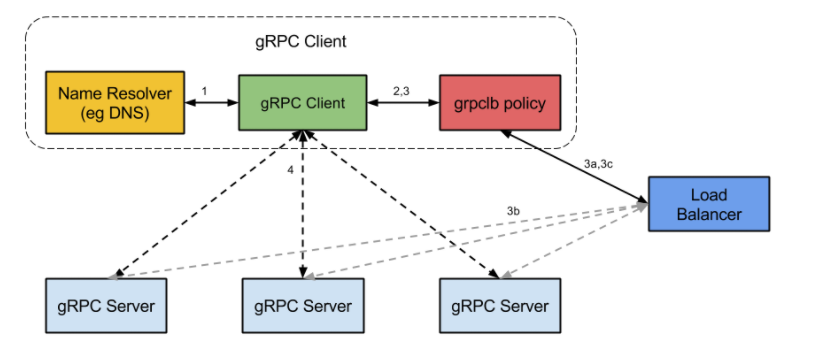 gRPC Client
Name Resolver
(eg DNS)
1
gRPC Client
2,3
grpclb policy
3a,3c
4
Load
Balancer
3b
gRPC Server
gRPC Server
gRPC Server